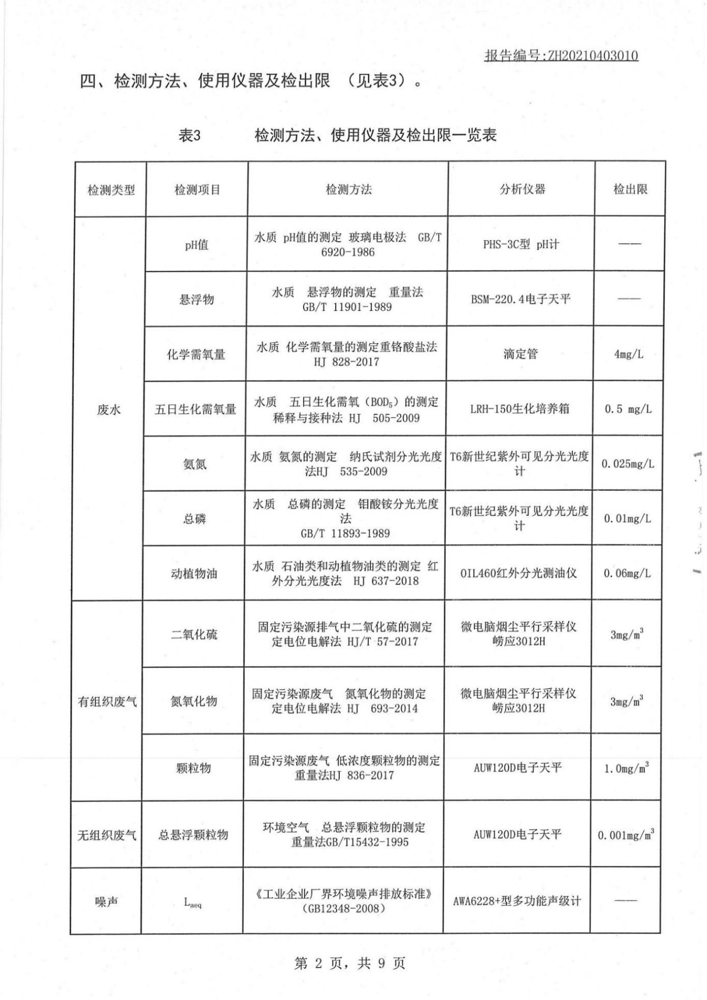 报告编号:ZH20210403010
四、检测方法、使用仪器及检出限 （见表3）。
表3 检测方法、使用仪器及检出限一览表
检测类型 检测项目 检测方法 分析仪器 检出限
废水
pH值
水质 pH值的测定 玻璃电极法 GB/T
6920-1986
PHS-3C型 pH计
——
悬浮物
水质 悬浮物的测定 重量法
GB/T 11901-1989
BSM-220.4电子天平
——
化学需氧量
水质 化学需氧量的测定重铬酸盐法
HJ 828-2017
滴定管
4mg/L
五日生化需氧量
水质 五日生化需氧（BOD₅）的测定
稀释与接种法 HJ 505-2009
LRH-150生化培养箱
0.5 mg/L
氨氮
水质 氨氮的测定 纳氏试剂分光光度
法HJ 535-2009
T6新世纪紫外可见分光光度
计
0.025mg/L
总磷
水质 总磷的测定 钼酸铵分光光度
法
GB/T 11893-1989
T6新世纪紫外可见分光光度
计
0.01mg/L
动植物油
水质 石油类和动植物油类的测定 红
外分光光度法 HJ 637-2018
OIL460红外分光测油仪
0.06mg/L
有组织废气
二氧化硫
固定污染源排气中二氧化硫的测定
定电位电解法 HJ/T 57-2017
微电脑烟尘平行采样仪
崂应3012H
3mg/m³
氮氧化物
固定污染源废气 氮氧化物的测定
定电位电解法 HJ 693-2014
微电脑烟尘平行采样仪
崂应3012H
3mg/m³
颗粒物
固定污染源废气 低浓度颗粒物的测定
重量法HJ 836-2017
AUW120D电子天平
1.0mg/m³
无组织废气
总悬浮颗粒物
环境空气 总悬浮颗粒物的测定
重量法GB/T15432-1995
AUW120D电子天平
0.001mg/m³
噪声
Laeq
《工业企业厂界环境噪声排放标准》
（GB12348-2008）
AWA6228+型多功能声级计
——
第 2 页，共 9 页